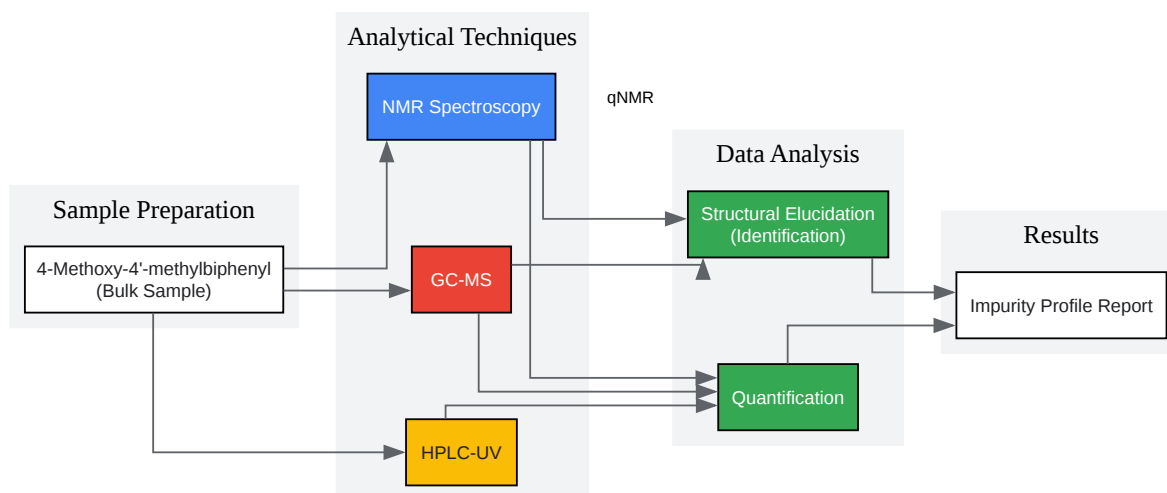 Analytical Techniques
NMR Spectroscopy
qNMR
Data Analysis
Sample Preparation
Structural Elucidation
(Identification)
Results
4-Methoxy-4'-methylbiphenyl
(Bulk Sample)
GC-MS
Impurity Profile Report
Quantification
HPLC-UV